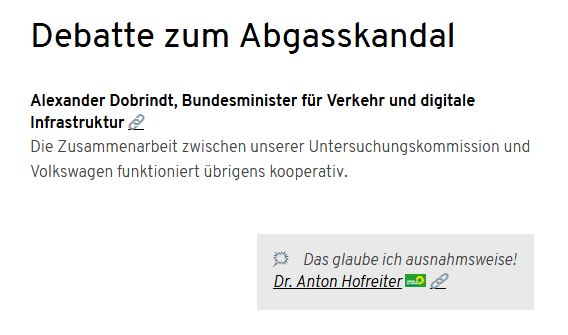 Debatte zum Abgasskandal
Alexander Dobrindt, Bundesminister für Verkehr und digitale
Infrastruktur
Die Zusammenarbeit zwischen unserer Untersuchungskommission und
Volkswagen funktioniert übrigens kooperativ.
Das glaube ich ausnahmsweise!
Dr. Anton Hofreiter